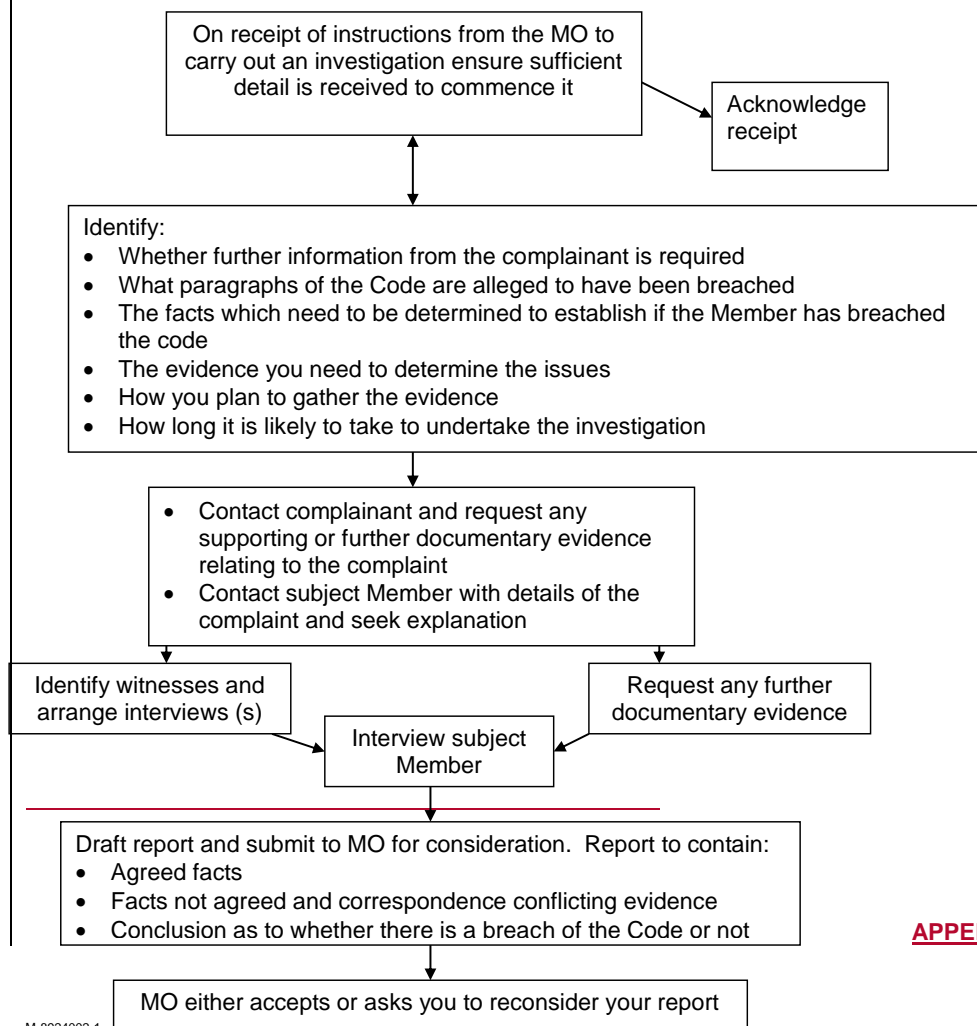 On receipt of instructions from the MO to
carry out an investigation ensure sufficient
detail is received to commence it
Acknowledge
receipt
Identify:
• Whether further information from the complainant is required
• What paragraphs of the Code are alleged to have been breached
• The facts which need to be determined to establish if the Member has breached
the code
• The evidence you need to determine the issues
• How you plan to gather the evidence
• How long it is likely to take to undertake the investigation
• Contact complainant and request any
supporting or further documentary evidence
relating to the complaint
• Contact subject Member with details of the
complaint and seek explanation
Identify witnesses and
arrange interviews (s)
Request any further
documentary evidence
Interview subject
Member
Draft report and submit to MO for consideration.  Report to contain:
• Agreed facts
• Facts not agreed and correspondence conflicting evidence
• Conclusion as to whether there is a breach of the Code or not
MO either accepts or asks you to reconsider your report